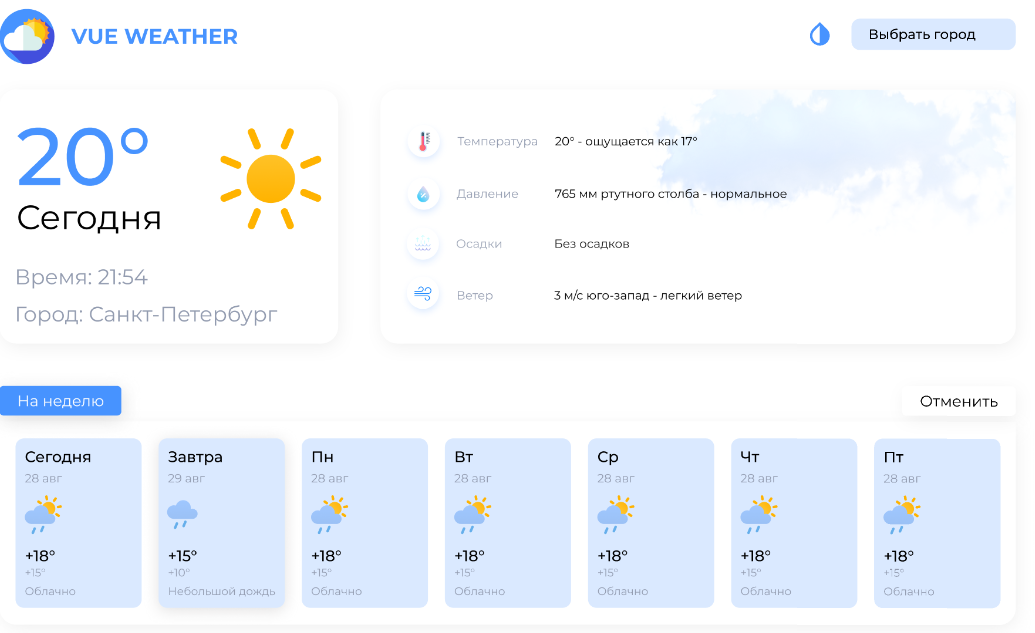 VUE WEATHER
Выбрать город
20°
Сегодня
Время: 21:54
Город: Санкт-Петербург
Температура 20° - ощущается как 17°
Давление 765 мм ртутного столба - нормальное
Осадки Без осадков
Ветер 3 м/с юго-запад - легкий ветер
На неделю Отменить
Сегодня Завтра Пн Вт Ср Чт Пт
28 авг 29 авг 28 авг 28 авг 28 авг 28 авг 28 авг
+18° +15° +18° +18° +18° +18° +18°
+15° +10° +15° +15° +15° +15° +15°
Облачно Небольшой дождь Облачно Облачно Облачно Облачно Облачно